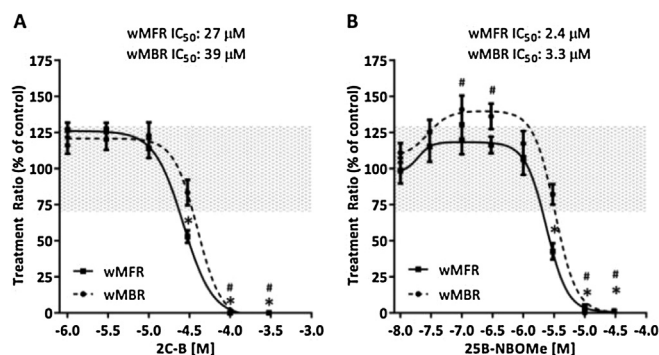 A
wMFR IC50: 27 µM
wMBR IC50: 39 µM
Treatment Ratio (% of control)
175
150
125
100
75
50
25
0
*
#
*
#
*
wMFR
wMBR
-6.0 -5.5 -5.0 -4.5 -4.0 -3.5 -3.0
2C-B [M]
B
wMFR IC50: 2.4 µM
wMBR IC50: 3.3 µM
Treatment Ratio (% of control)
175
150
125
100
75
50
25
0
#
#
*
#
*
#
*
wMFR
wMBR
-8.0 -7.5 -7.0 -6.5 -6.0 -5.5 -5.0 -4.5 -4.0
25B-NBOMe [M]